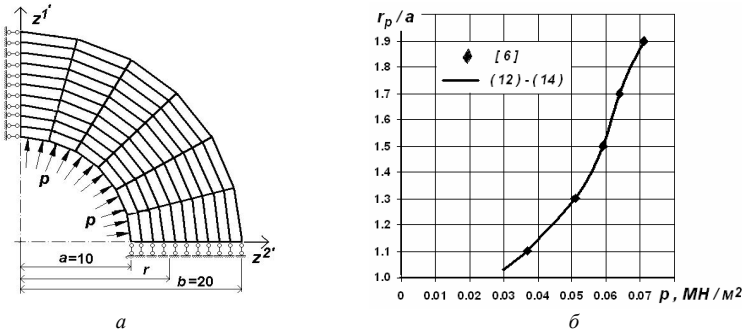 z1'
p
p
z2'
a=10
r
b=20
а
rp / a
1.9
1.8
1.7
1.6
1.5
1.4
1.3
1.2
1.1
1.0
[ 6 ]
( 12 ) - ( 14 )
0 0.01 0.02 0.03 0.04 0.05 0.06 0.07 p , МН / м2
б